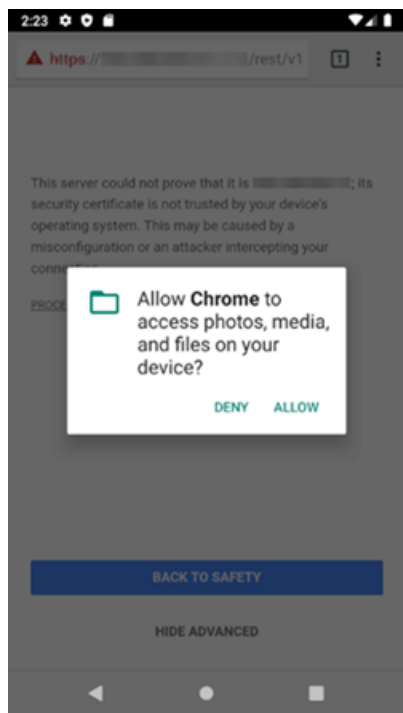 2:23
https:// /rest/v1
1
This server could not prove that it is ; its
security certificate is not trusted by your device's
operating system. This may be caused by a
misconfiguration or an attacker intercepting your
Allow Chrome to
access photos, media,
and files on your
device?
DENY ALLOW
BACK TO SAFETY
HIDE ADVANCED